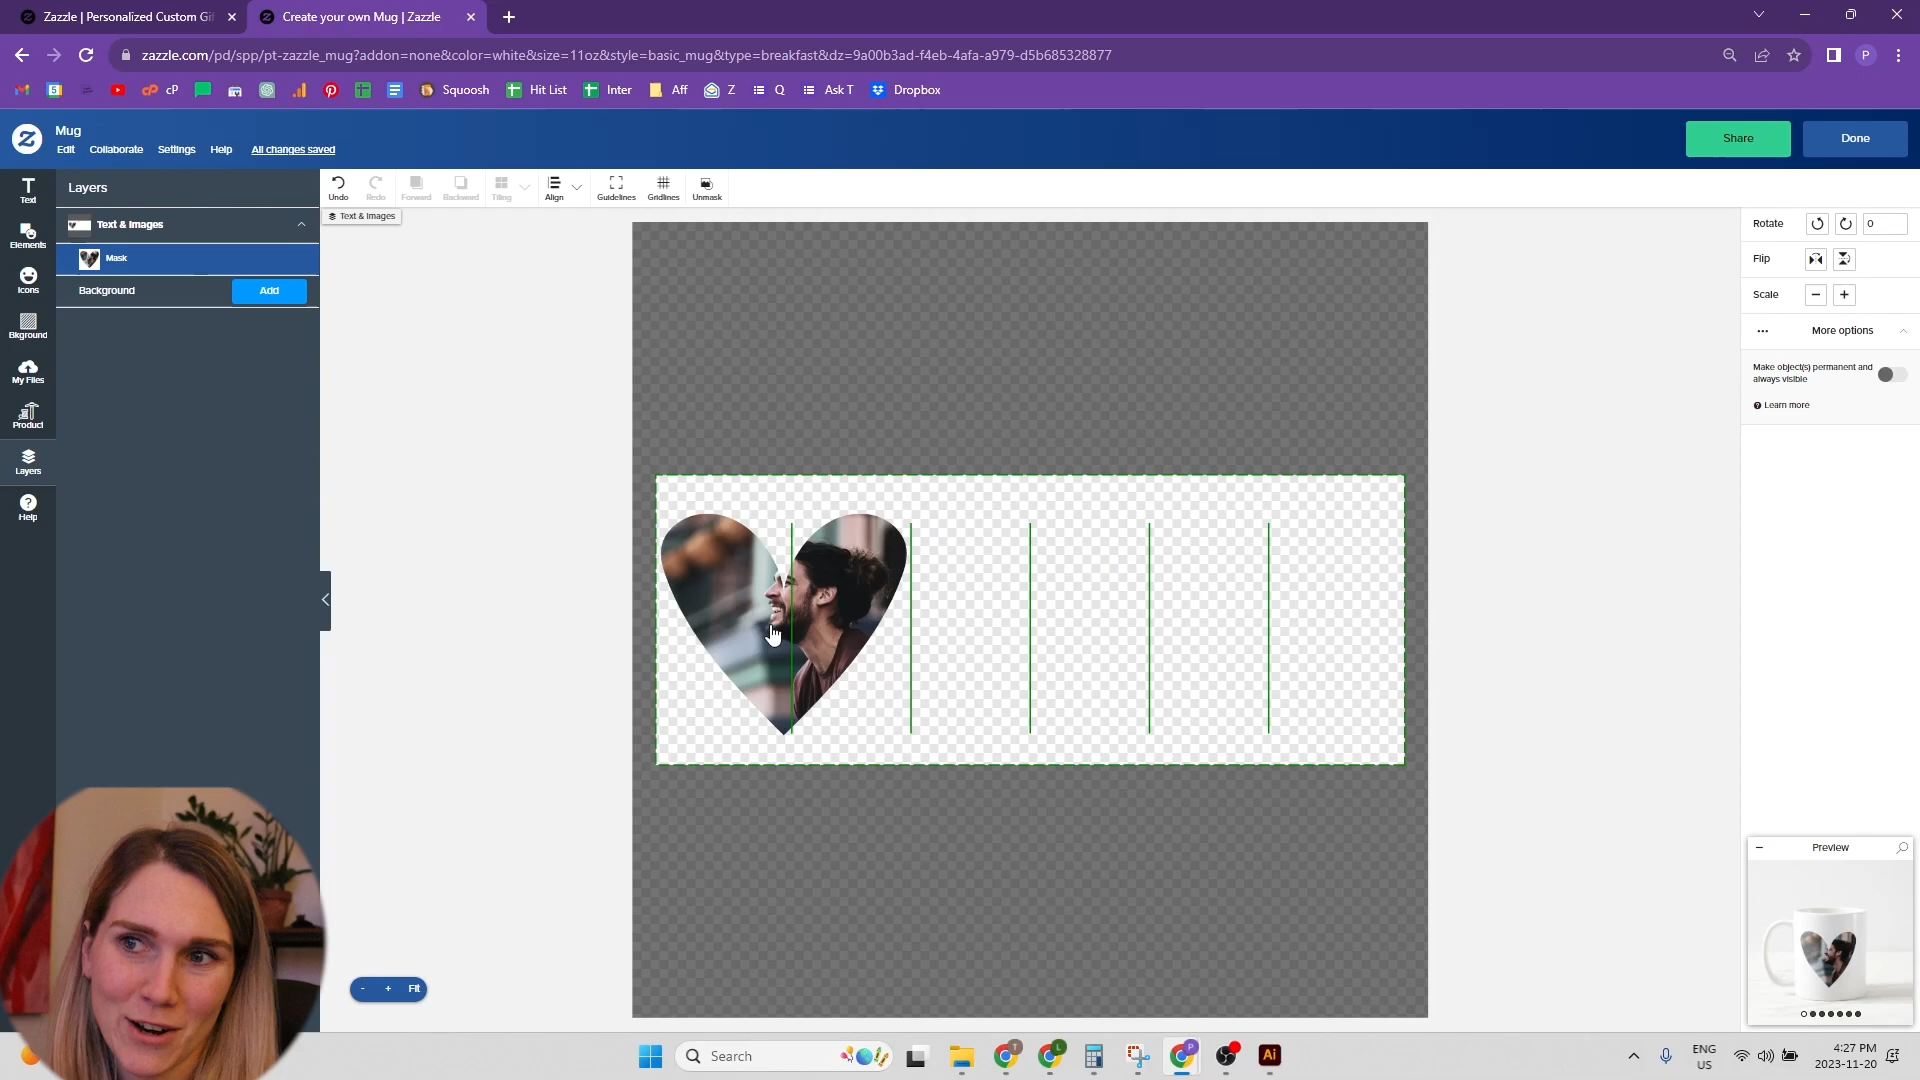 Zazzle | Personalized Custom Gif
Create your own Mug | Zazzle
zazzle.com/pd/spp/pt-zazzle_mug?addon=none&color=white&size=11oz&style=basic_mug&type=breakfast&dz=9a00b3ad-f4eb-4afa-a979-d5b685328877
P
5
cP
Squoosh
Hit List
Inter
Aff
Z
Q
Ask T
Dropbox
Mug
Edit
Collaborate
Settings
Help
All changes saved
Share
Done
Text
Elements
Icons
Bkground
My Files
Product
Layers
Help
Layers
Text & Images
Mask
Background
Add
Undo
Redo
Forward
Backward
Tiling
Align
Guidelines
Gridlines
Unmask
Text & Images
Rotate
0
Flip
Scale
More options
Make object(s) permanent and
always visible
Learn more
Preview
- + Fit
Search
T
L
P
Ai
ENG
US
4:27 PM
2023-11-20